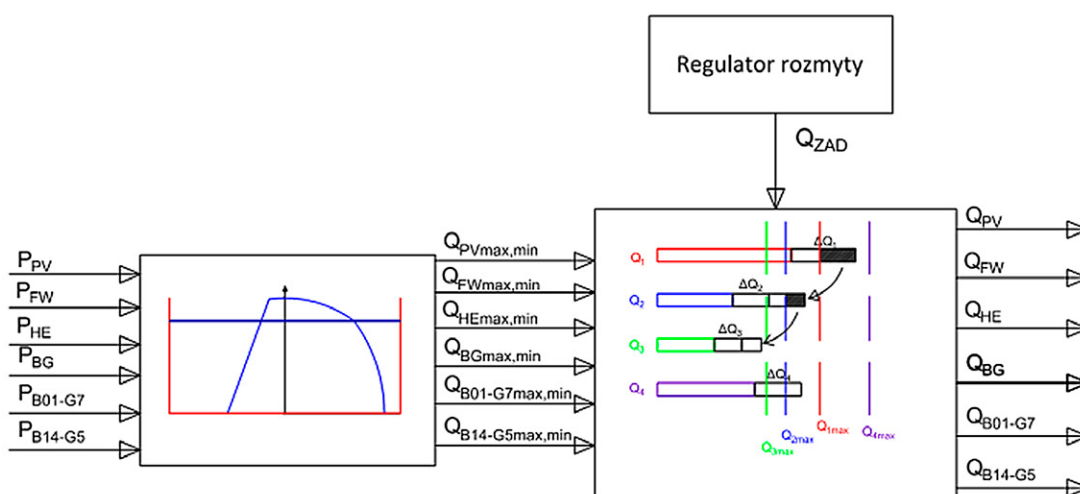 Regulator rozmyty
QZAD
PPV
PFW
PHE
PBG
PB01-G7
PB14-G5
QPVmax,min
QFWmax,min
QHEmax,min
QBGmax,min
QB01-G7max,min
QB14-G5max,min
Q1
ΔQ1
Q2
ΔQ2
Q3
ΔQ3
Q4
ΔQ4
Q3max
Q2max
Q1max
Q4max
QPV
QFW
QHE
QBG
QB01-G7
QB14-G5